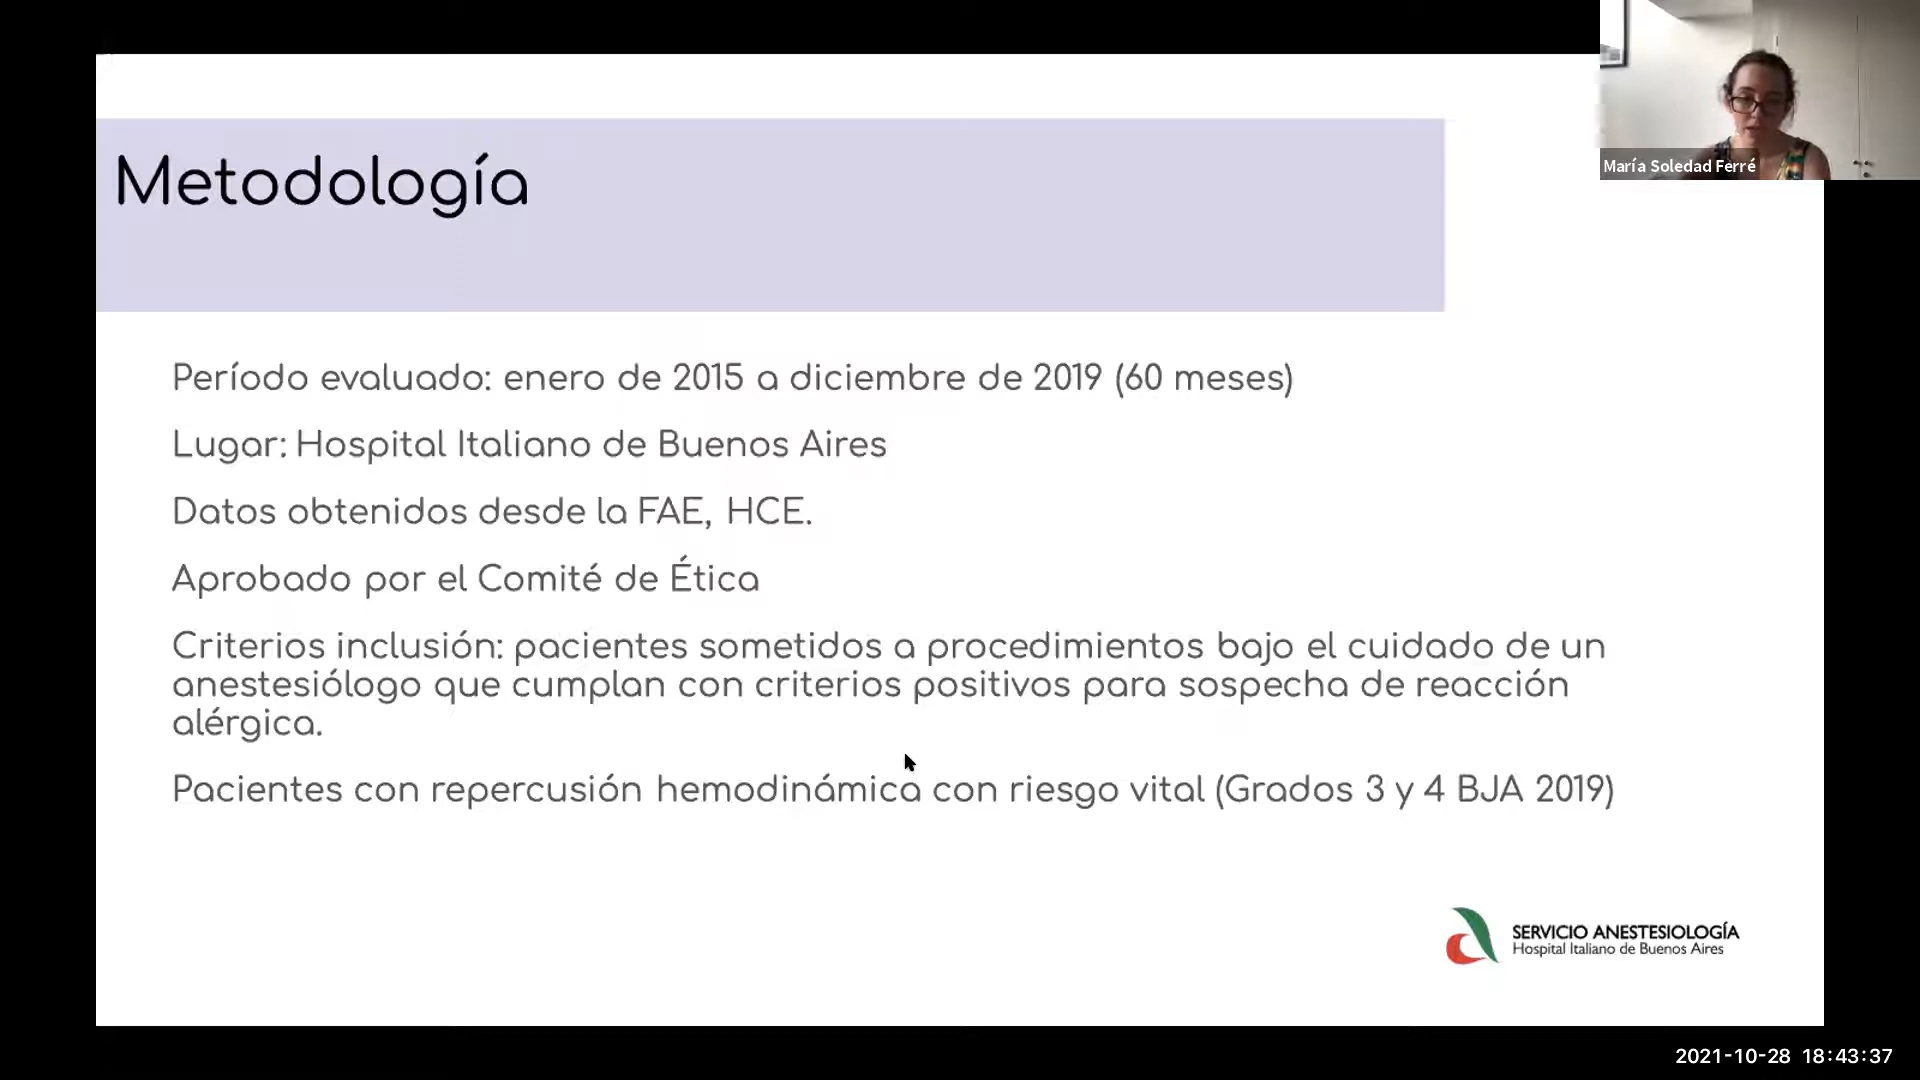 María Soledad Ferré
Metodología
Período evaluado: enero de 2015 a diciembre de 2019 (60 meses)
Lugar: Hospital Italiano de Buenos Aires
Datos obtenidos desde la FAE, HCE.
Aprobado por el Comité de Ética
Criterios inclusión: pacientes sometidos a procedimientos bajo el cuidado de un
anestesiólogo que cumplan con criterios positivos para sospecha de reacción
alérgica.
Pacientes con repercusión hemodinámica con riesgo vital (Grados 3 y 4 BJA 2019)
SERVICIO ANESTESIOLOGÍA
Hospital Italiano de Buenos Aires
2021-10-28 18:43:37